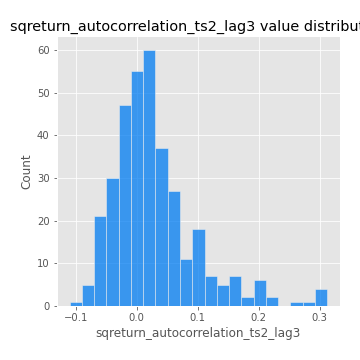 sqreturn_autocorrelation_ts2_lag3 value distribut
60
50
40
30
20
10
0
Count
−0.1 0.0 0.1 0.2 0.3
sqreturn_autocorrelation_ts2_lag3